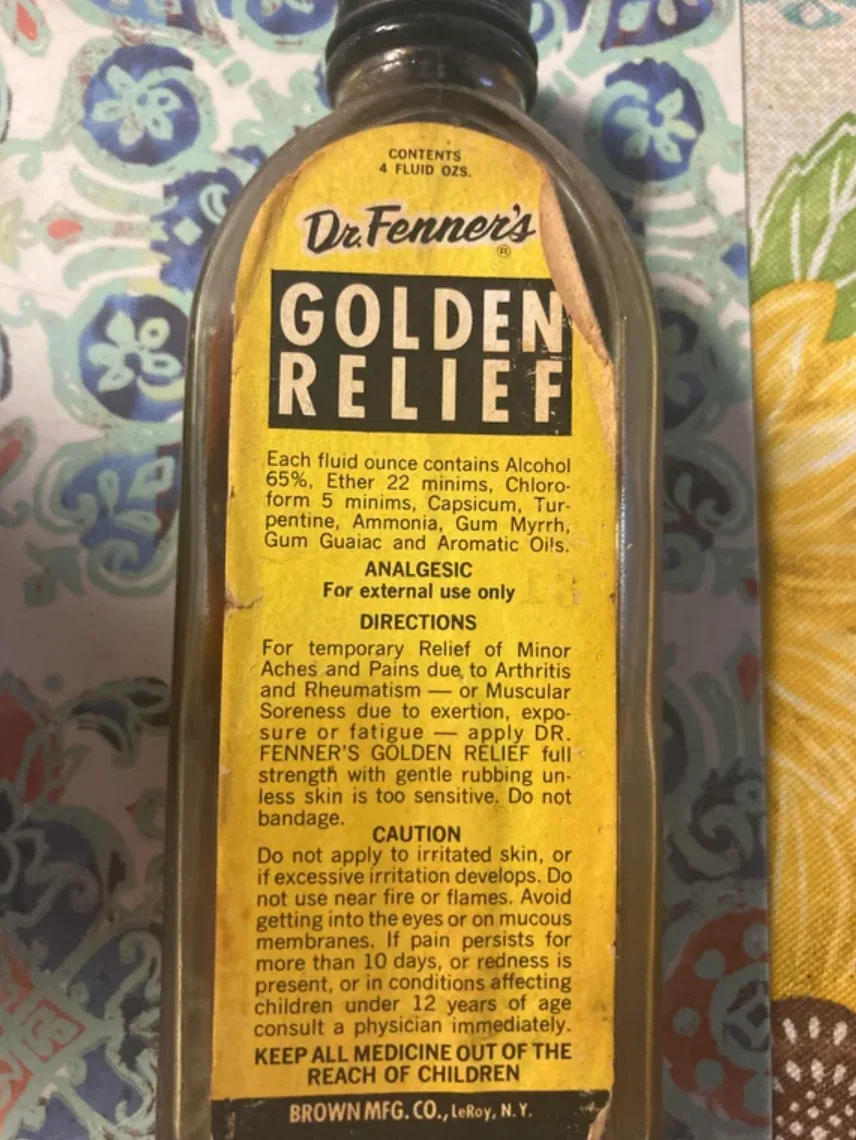 CONTENTS
4 FLUID OZS.
Dr. Fenner's
®
GOLDEN
RELIEF
Each fluid ounce contains Alcohol
65%, Ether 22 minims, Chloro-
form 5 minims, Capsicum, Tur-
pentine, Ammonia, Gum Myrrh,
Gum Guaiac and Aromatic Oils.
ANALGESIC
For external use only
DIRECTIONS
For temporary Relief of Minor
Aches and Pains due to Arthritis
and Rheumatism — or Muscular
Soreness due to exertion, expo-
sure or fatigue — apply DR.
FENNER'S GOLDEN RELIEF full
strength with gentle rubbing un-
less skin is too sensitive. Do not
bandage.
CAUTION
Do not apply to irritated skin, or
if excessive irritation develops. Do
not use near fire or flames. Avoid
getting into the eyes or on mucous
membranes. If pain persists for
more than 10 days, or redness is
present, or in conditions affecting
children under 12 years of age
consult a physician immediately.
KEEP ALL MEDICINE OUT OF THE
REACH OF CHILDREN
BROWN MFG. CO., LeRoy, N. Y.